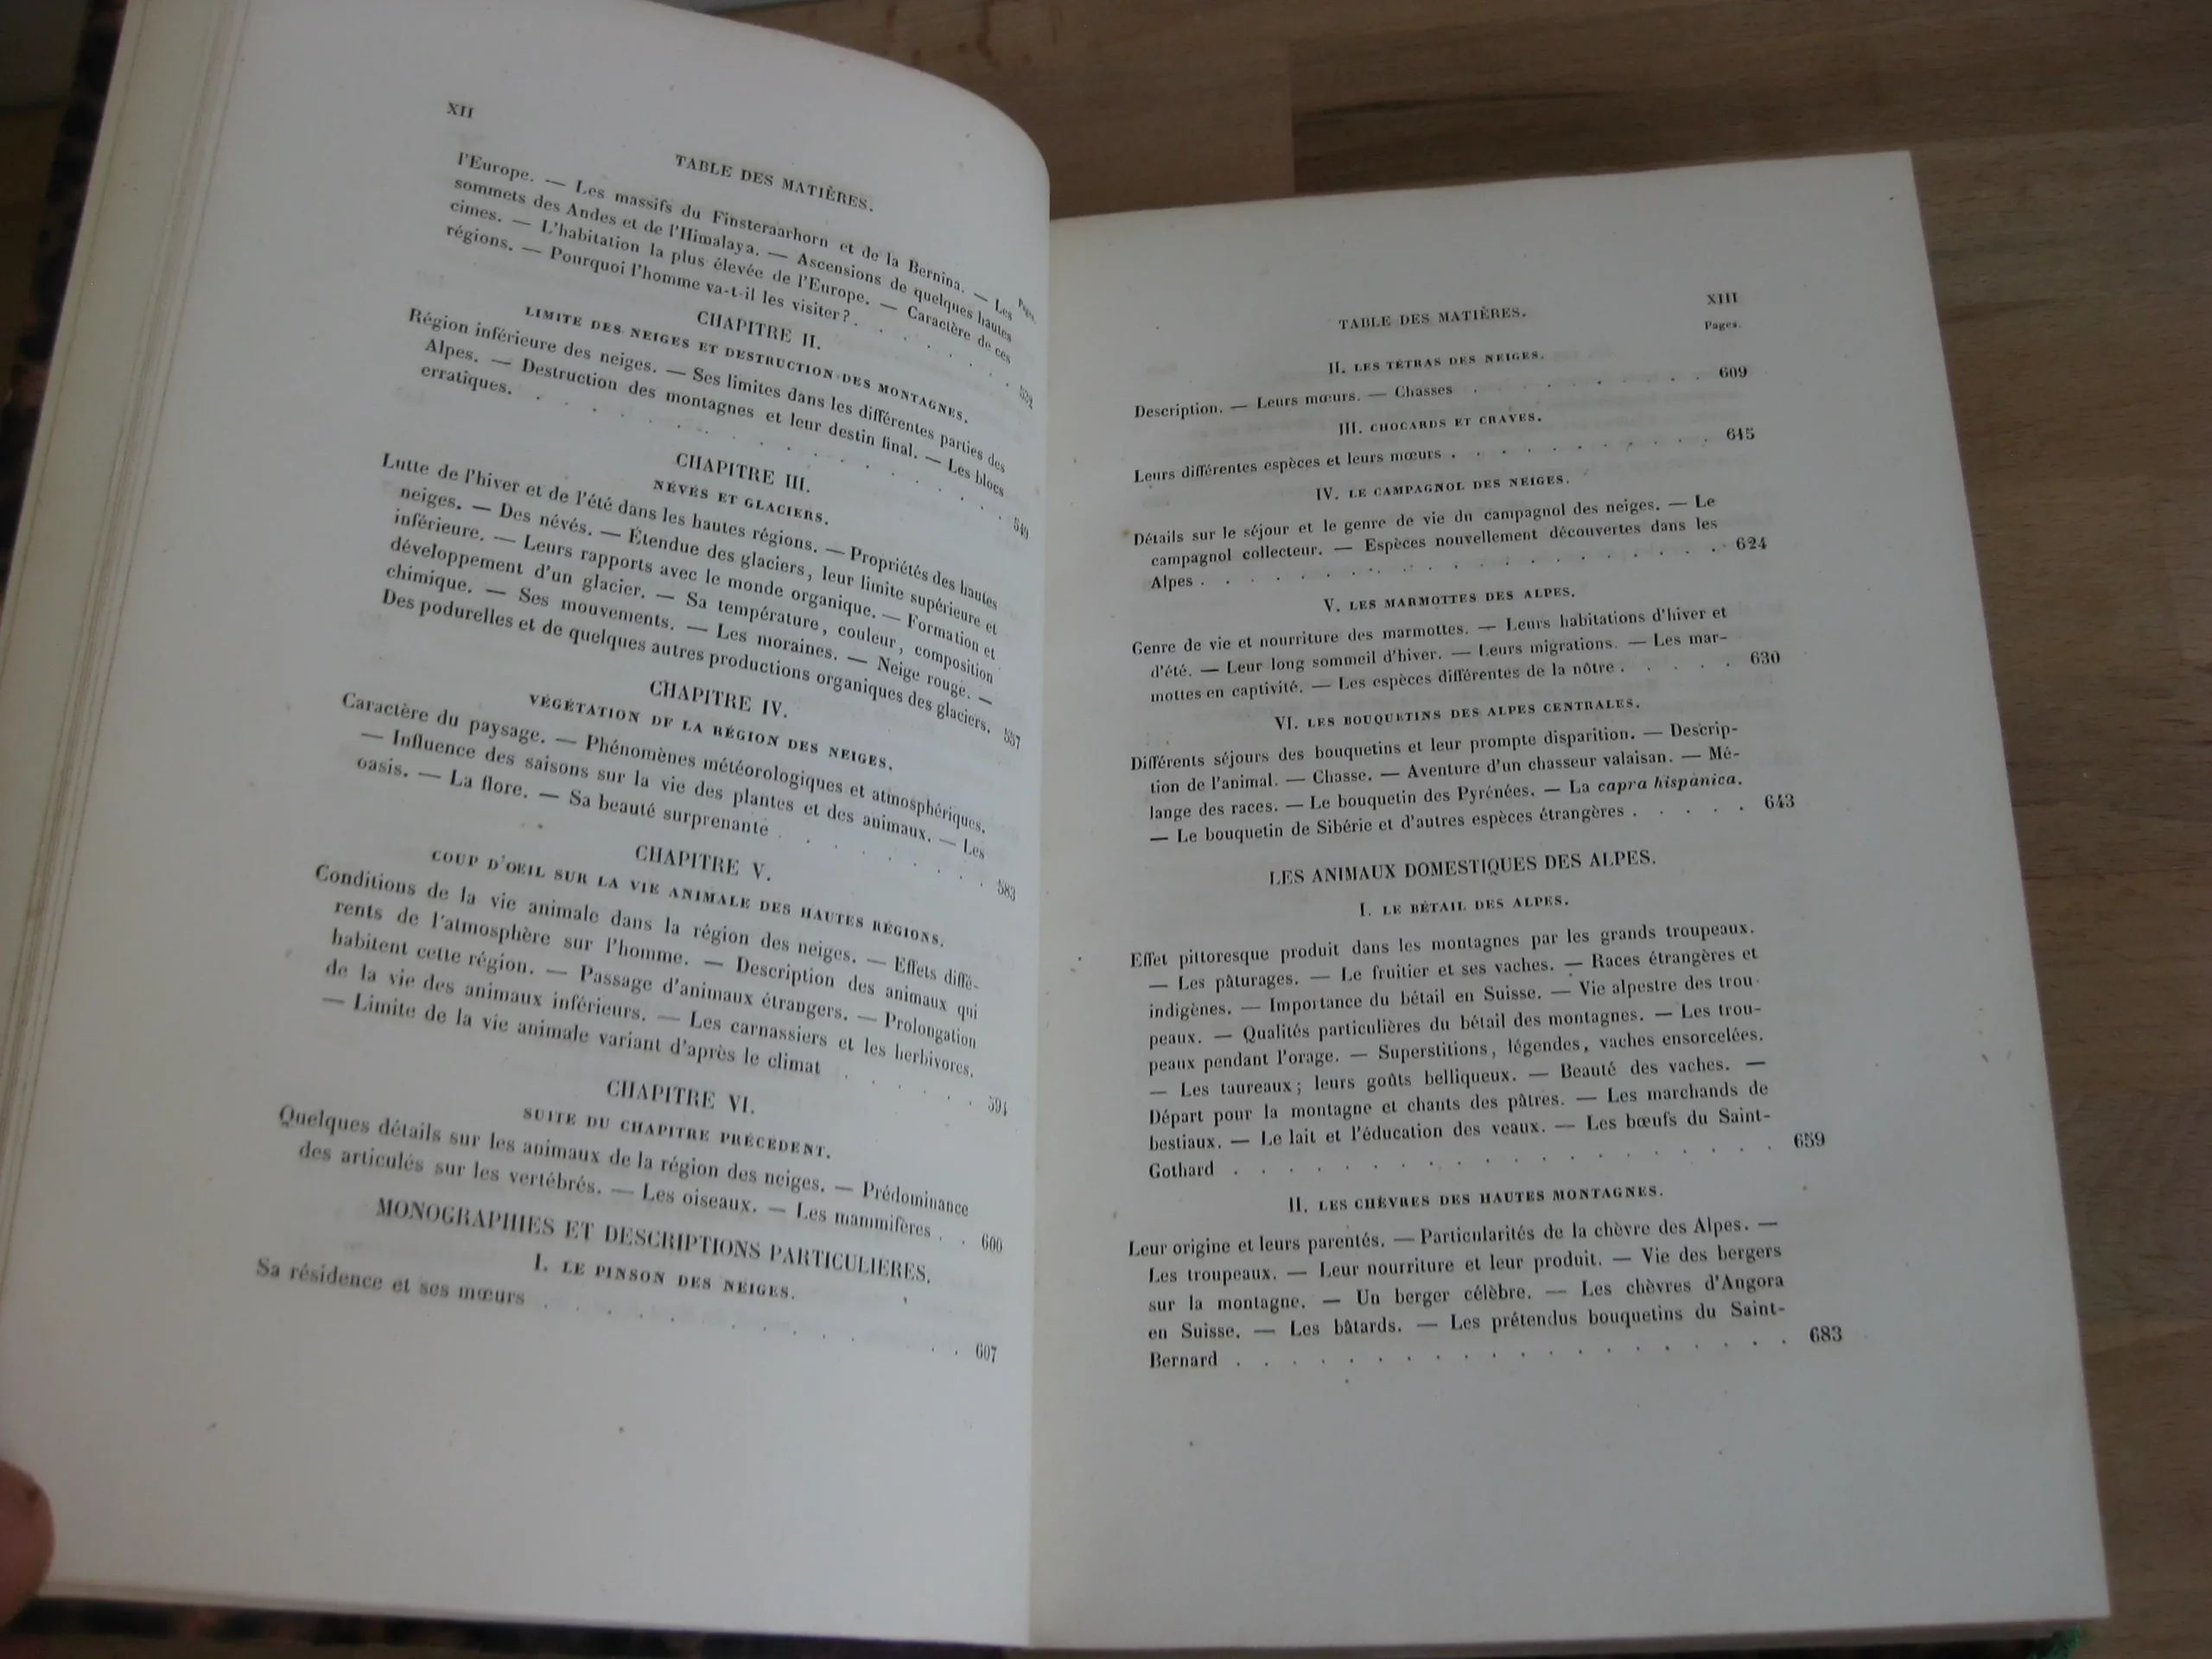 XII
TABLE DES MATIÈRES.
Pages.
l'Europe. — Les massifs du Finsteraarhorn et de la Bernina. — Les
sommets des Andes et de l'Himalaya. — Ascensions de quelques hautes
cimes. — L'habitation la plus élevée de l'Europe. — Caractère de ces
régions. — Pourquoi l'homme va-t-il les visiter? . . . . . . .
CHAPITRE II.
LIMITE DES NEIGES ET DESTRUCTION DES MONTAGNES.
Région inférieure des neiges. — Ses limites dans les différentes parties des
Alpes. — Destruction des montagnes et leur destin final. — Les blocs
erratiques. . . . . . . . . . . . . 549
CHAPITRE III.
NÉVÉS ET GLACIERS.
Lutte de l'hiver et de l'été dans les hautes régions. — Propriétés des hautes
neiges. — Des névés. — Étendue des glaciers, leur limite supérieure et
inférieure. — Leurs rapports avec le monde organique. — Formation et
développement d'un glacier. — Sa température, couleur, composition
chimique. — Ses mouvements. — Les moraines. — Neige rouge. —
Des podurelles et de quelques autres productions organiques des glaciers. 557
CHAPITRE IV.
VÉGÉTATION DE LA RÉGION DES NEIGES.
Caractère du paysage. — Phénomènes météorologiques et atmosphériques.
— Influence des saisons sur la vie des plantes et des animaux. — Les
oasis. — La flore. — Sa beauté surprenante . . . . . . . 583
CHAPITRE V.
COUP D'ŒIL SUR LA VIE ANIMALE DES HAUTES RÉGIONS.
Conditions de la vie animale dans la région des neiges. — Effets diffé-
rents de l'atmosphère sur l'homme. — Description des animaux qui
habitent cette région. — Passage d'animaux étrangers. — Prolongation
de la vie des animaux inférieurs. — Les carnassiers et les herbivores.
— Limite de la vie animale variant d'après le climat . . . . . . 594
CHAPITRE VI.
SUITE DU CHAPITRE PRÉCÉDENT.
Quelques détails sur les animaux de la région des neiges. — Prédominance
des articulés sur les vertébrés. — Les oiseaux. — Les mammifères . . 600
MONOGRAPHIES ET DESCRIPTIONS PARTICULIÈRES.
I. LE PINSON DES NEIGES.
Sa résidence et ses mœurs . . . . . . . . . . . 607
TABLE DES MATIÈRES. XIII
Pages.
II. LES TÉTRAS DES NEIGES.
Description. — Leurs mœurs. — Chasses . . . . . . . 609
III. CHOCARDS ET CRAVES.
Leurs différentes espèces et leurs mœurs . . . . . . . . . 615
IV. LE CAMPAGNOL DES NEIGES.
Détails sur le séjour et le genre de vie du campagnol des neiges. — Le
campagnol collecteur. — Espèces nouvellement découvertes dans les
Alpes . . . . . . . . . . . . . . . 624
V. LES MARMOTTES DES ALPES.
Genre de vie et nourriture des marmottes. — Leurs habitations d'hiver et
d'été. — Leur long sommeil d'hiver. — Leurs migrations. — Les mar-
mottes en captivité. — Les espèces différentes de la nôtre . . . . . 630
VI. LES BOUQUETINS DES ALPES CENTRALES.
Différents séjours des bouquetins et leur prompte disparition. — Descrip-
tion de l'animal. — Chasse. — Aventure d'un chasseur valaisan. — Mé-
lange des races. — Le bouquetin des Pyrénées. — La capra hispanica.
— Le bouquetin de Sibérie et d'autres espèces étrangères . . . . . 643
LES ANIMAUX DOMESTIQUES DES ALPES.
I. LE BÉTAIL DES ALPES.
Effet pittoresque produit dans les montagnes par les grands troupeaux.
— Les pâturages. — Le fruitier et ses vaches. — Races étrangères et
indigènes. — Importance du bétail en Suisse. — Vie alpestre des trou-
peaux. — Qualités particulières du bétail des montagnes. — Les trou-
peaux pendant l'orage. — Superstitions, légendes, vaches ensorcelées.
— Les taureaux; leurs goûts belliqueux. — Beauté des vaches. —
Départ pour la montagne et chants des pâtres. — Les marchands de
bestiaux. — Le lait et l'éducation des veaux. — Les bœufs du Saint-
Gothard . . . . . . . . . . . . . . . . 659
II. LES CHÈVRES DES HAUTES MONTAGNES.
Leur origine et leurs parentés. — Particularités de la chèvre des Alpes. —
Les troupeaux. — Leur nourriture et leur produit. — Vie des bergers
sur la montagne. — Un berger célèbre. — Les chèvres d'Angora
en Suisse. — Les bâtards. — Les prétendus bouquetins du Saint-
Bernard . . . . . . . . . . . . . . . . 683